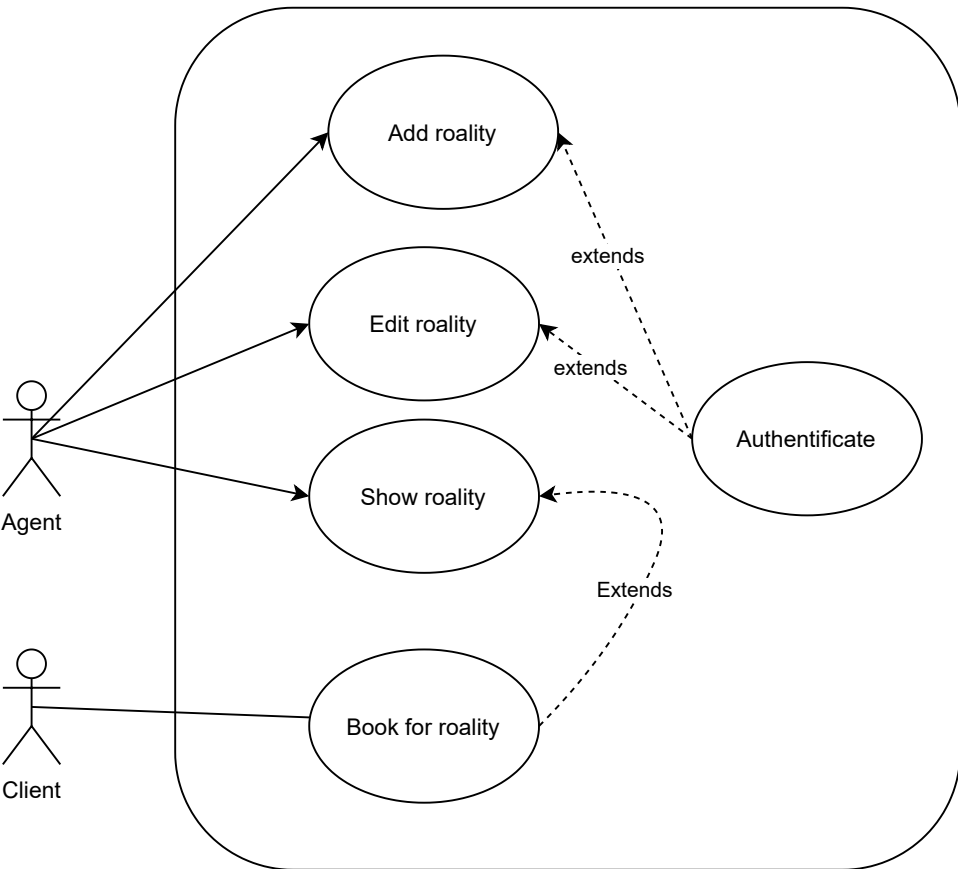 Add roality
extends
Edit roality
extends
Authentificate
Show roality
Agent
Extends
Book for roality
Client